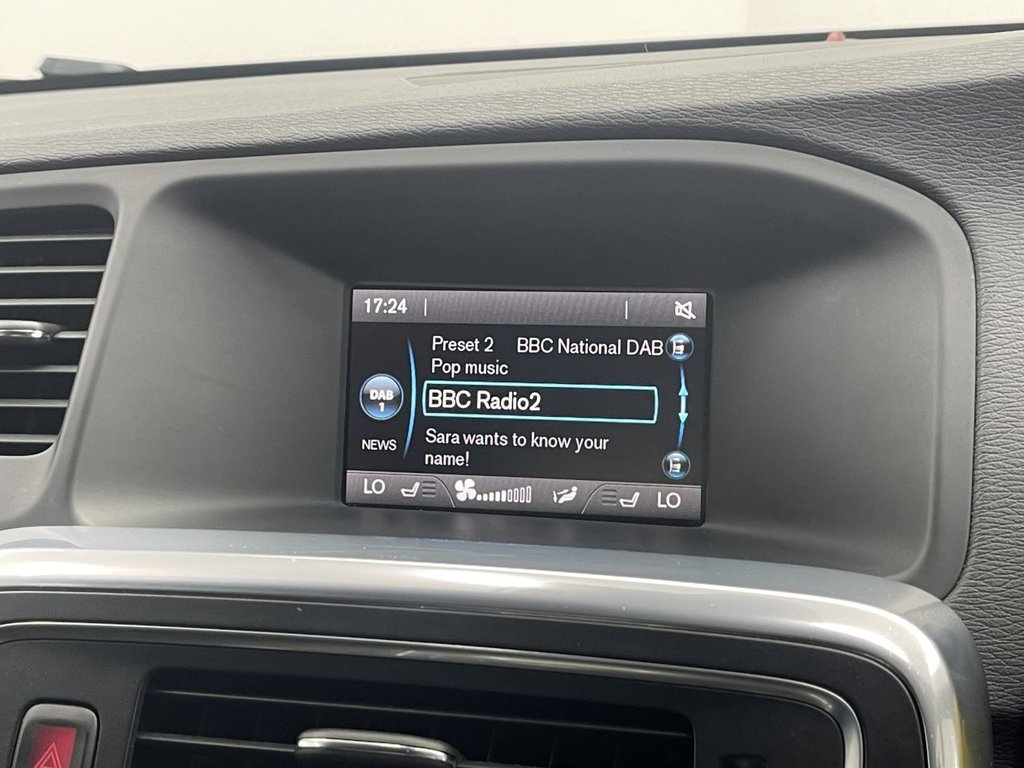 17:24
Preset 2 BBC National DAB
Pop music
DAB
1
BBC Radio2
NEWS
Sara wants to know your
name!
LO LO